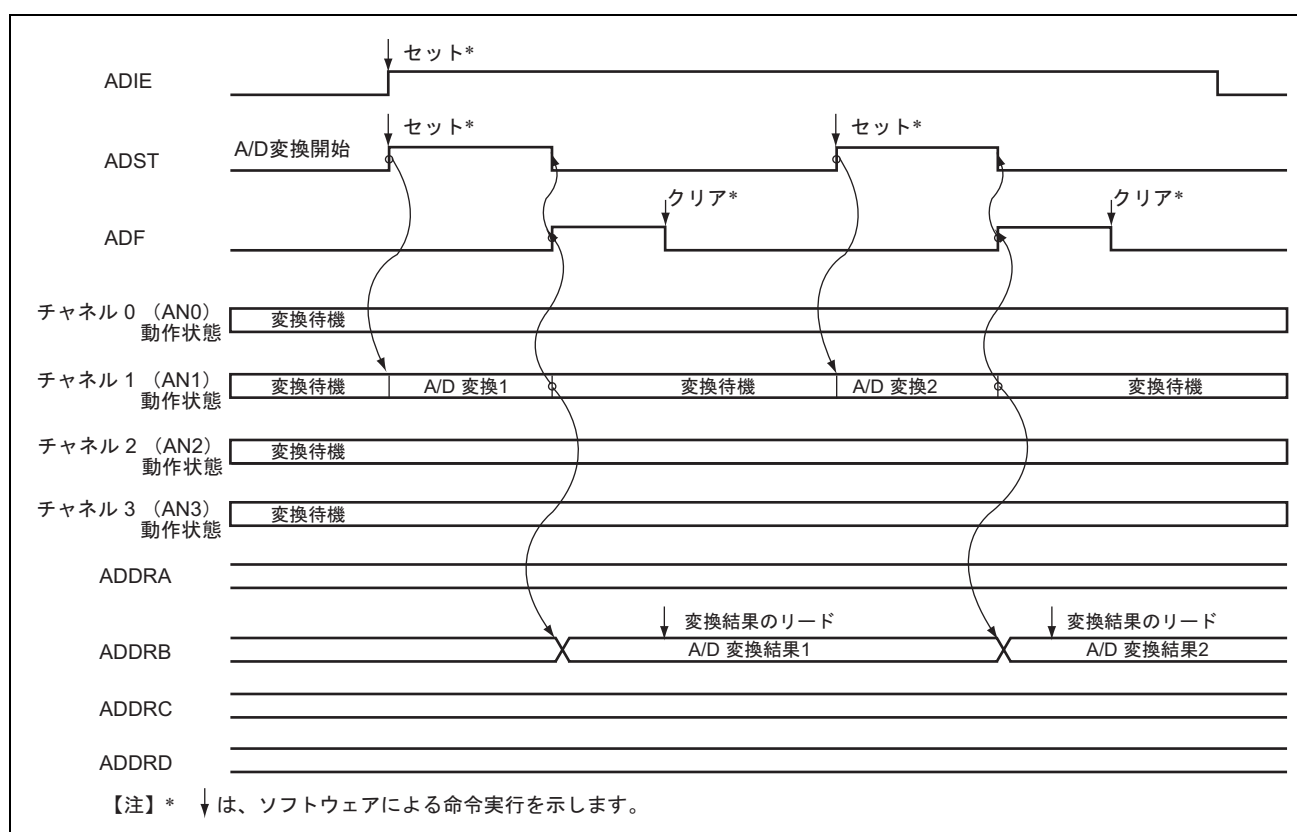 セット*
ADIE
セット*
セット*
A/D変換開始
ADST
クリア*
クリア*
ADF
チャネル 0 (AN0)
動作状態
変換待機
チャネル 1 (AN1)
動作状態
変換待機
A/D 変換1
変換待機
A/D 変換2
変換待機
チャネル 2 (AN2)
動作状態
変換待機
チャネル 3 (AN3)
動作状態
変換待機
ADDRA
変換結果のリード
変換結果のリード
ADDRB
A/D 変換結果1
A/D 変換結果2
ADDRC
ADDRD
【注】* ↓は、ソフトウェアによる命令実行を示します。